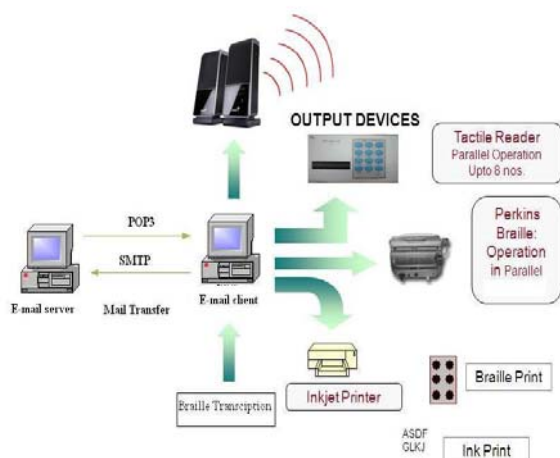 OUTPUT DEVICES
Tactile Reader
Parallel Operation
Upto 8 nos.
POP3
SMTP
E-mail server
Mail Transfer
E-mail client
Perkins
Braille:
Operation
in Parallel
Braille Transciption
Inkjet Printer
Braille Print
ASDF
GLKJ
Ink Print